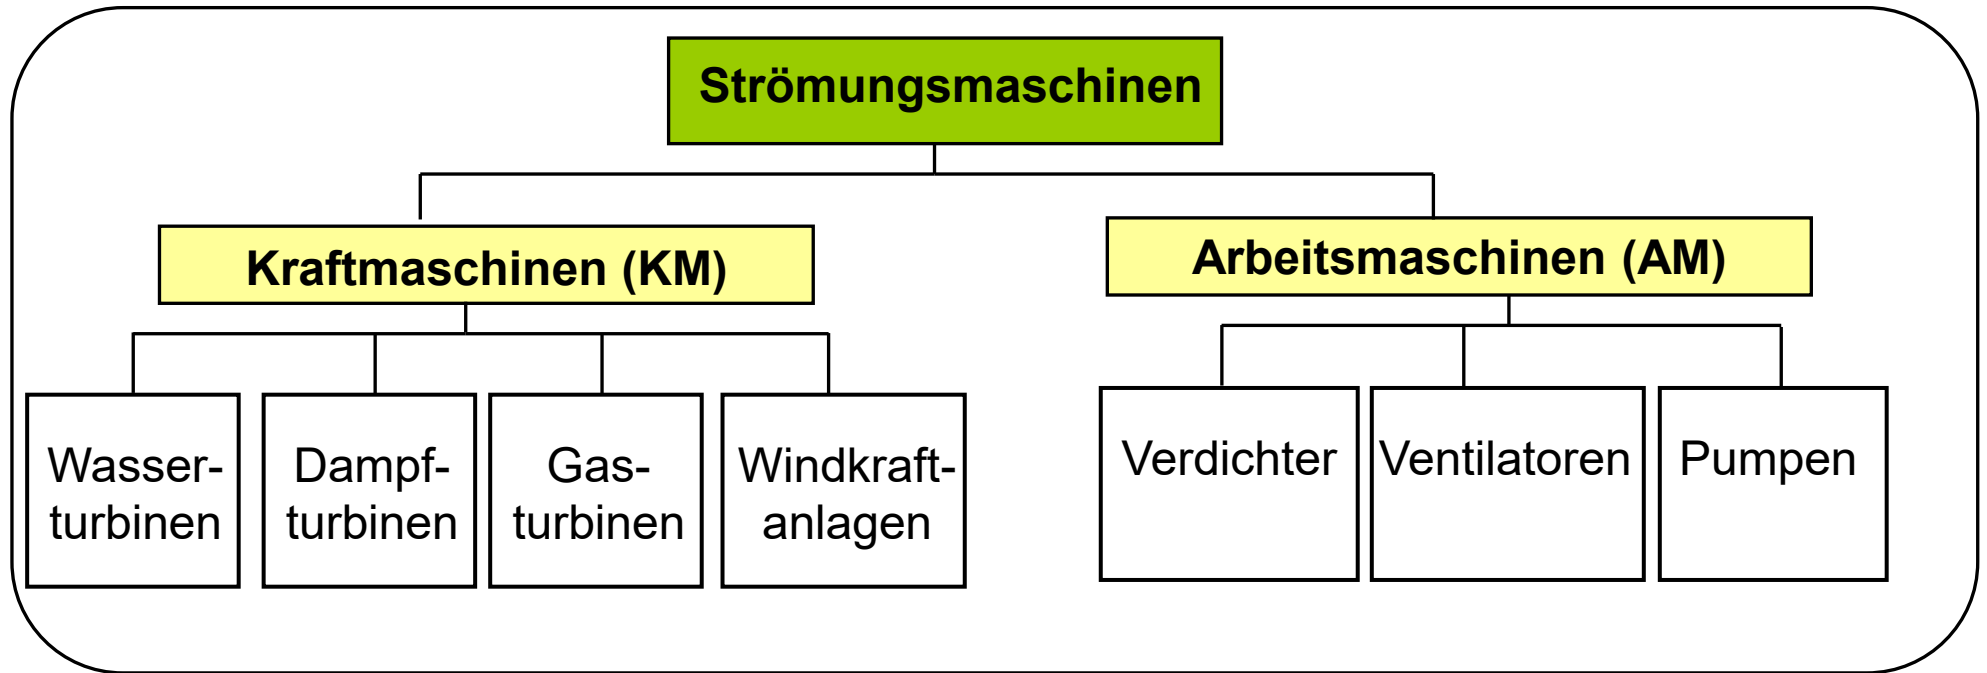 Strömungsmaschinen
Kraftmaschinen (KM)
Arbeitsmaschinen (AM)
Wasser-
turbinen
Dampf-
turbinen
Gas-
turbinen
Windkraft-
anlagen
Verdichter
Ventilatoren
Pumpen